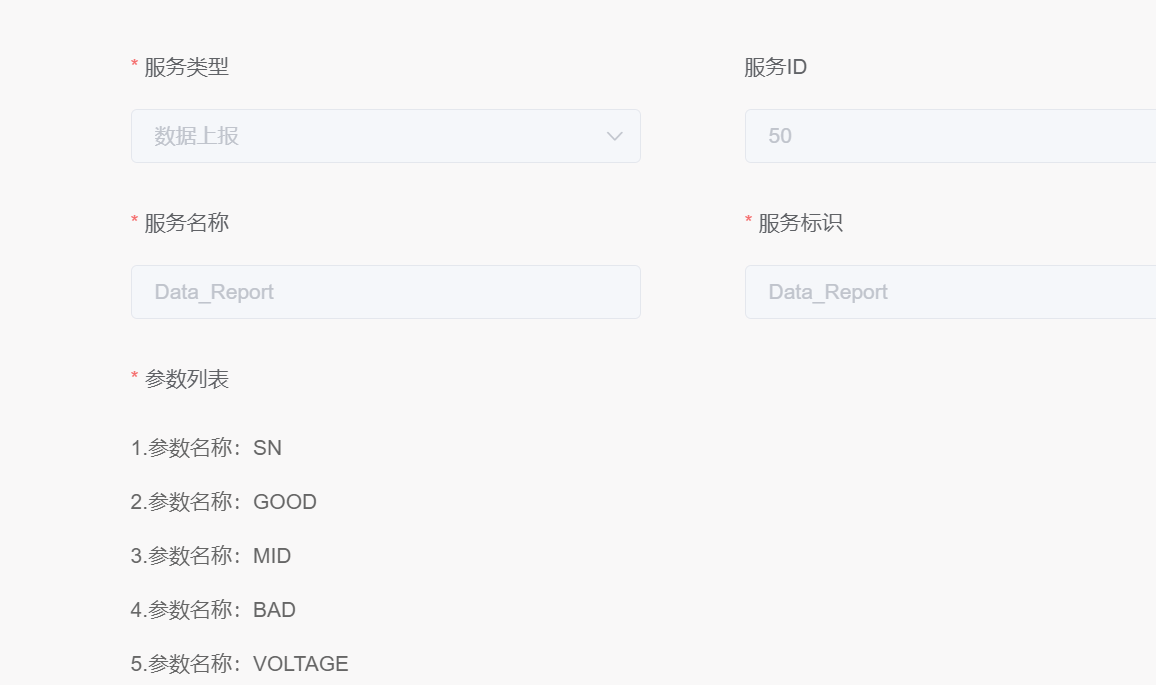 * 服务类型 服务ID
数据上报 50
* 服务名称 * 服务标识
Data_Report Data_Report
* 参数列表
1.参数名称：SN
2.参数名称：GOOD
3.参数名称：MID
4.参数名称：BAD
5.参数名称：VOLTAGE